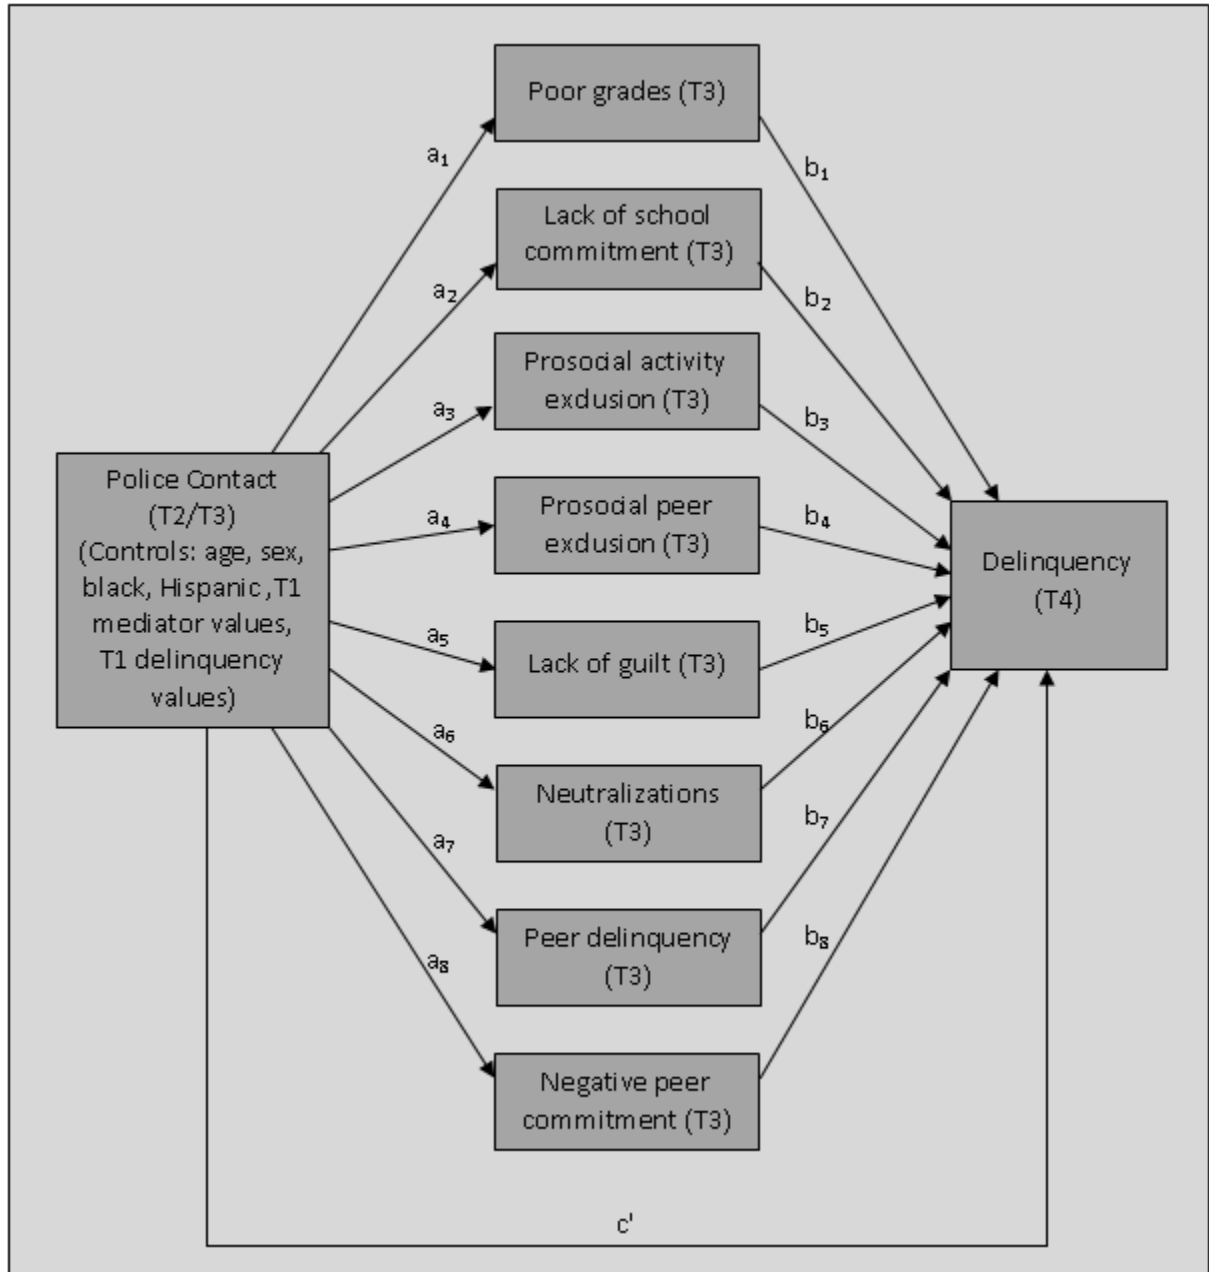 Poor grades (T3)
a₁
b₁
Lack of school
commitment (T3)
a₂
b₂
Prosocial activity
exclusion (T3)
a₃
b₃
Police Contact
(T2/T3)
(Controls: age, sex,
black, Hispanic ,T1
mediator values,
T1 delinquency
values)
Prosocial peer
exclusion (T3)
a₄
b₄
Delinquency
(T4)
Lack of guilt (T3)
a₅
b₅
Neutralizations
(T3)
a₆
b₆
Peer delinquency
(T3)
a₇
b₇
Negative peer
commitment (T3)
a₈
b₈
c'